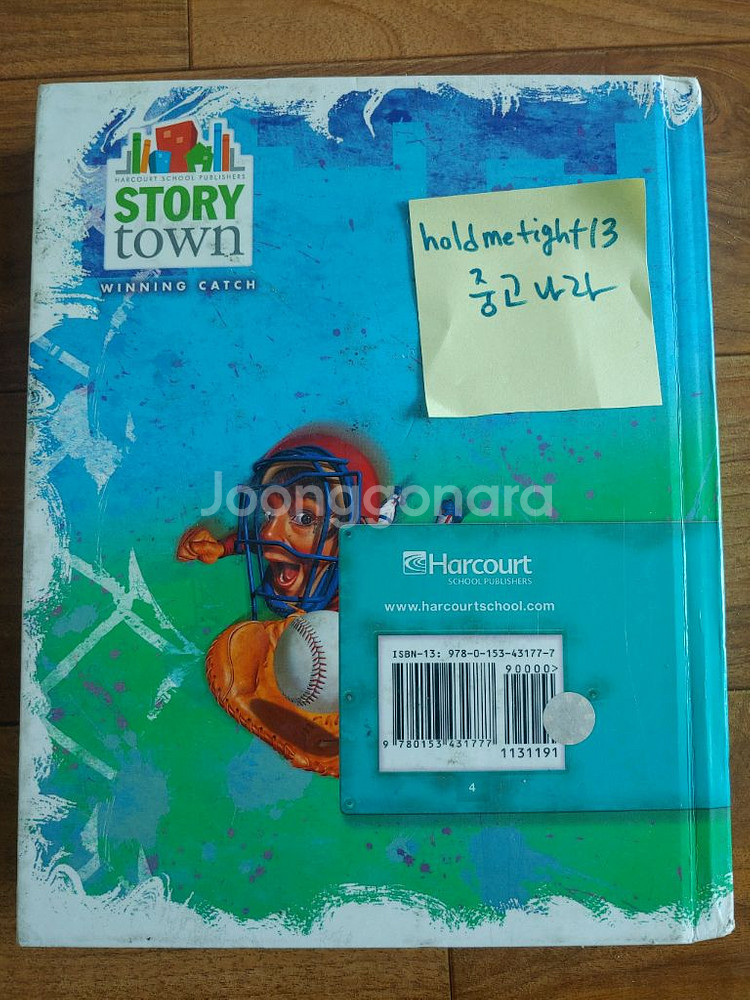 HARCOURT SCHOOL PUBLISHERS
STORY
town
WINNING CATCH
holdmetight13
중고나라
Joonggonara
Harcourt
SCHOOL PUBLISHERS
www.harcourtschool.com
ISBN-13: 978-0-153-43177-7
90000>
9 780153 431777
1131191
4